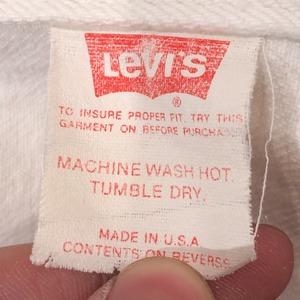 Levi's
®
TO INSURE PROPER FIT, TRY THIS
GARMENT ON BEFORE PURCHASE
MACHINE WASH HOT.
TUMBLE DRY.
MADE IN U.S.A
CONTENTS ON REVERSE